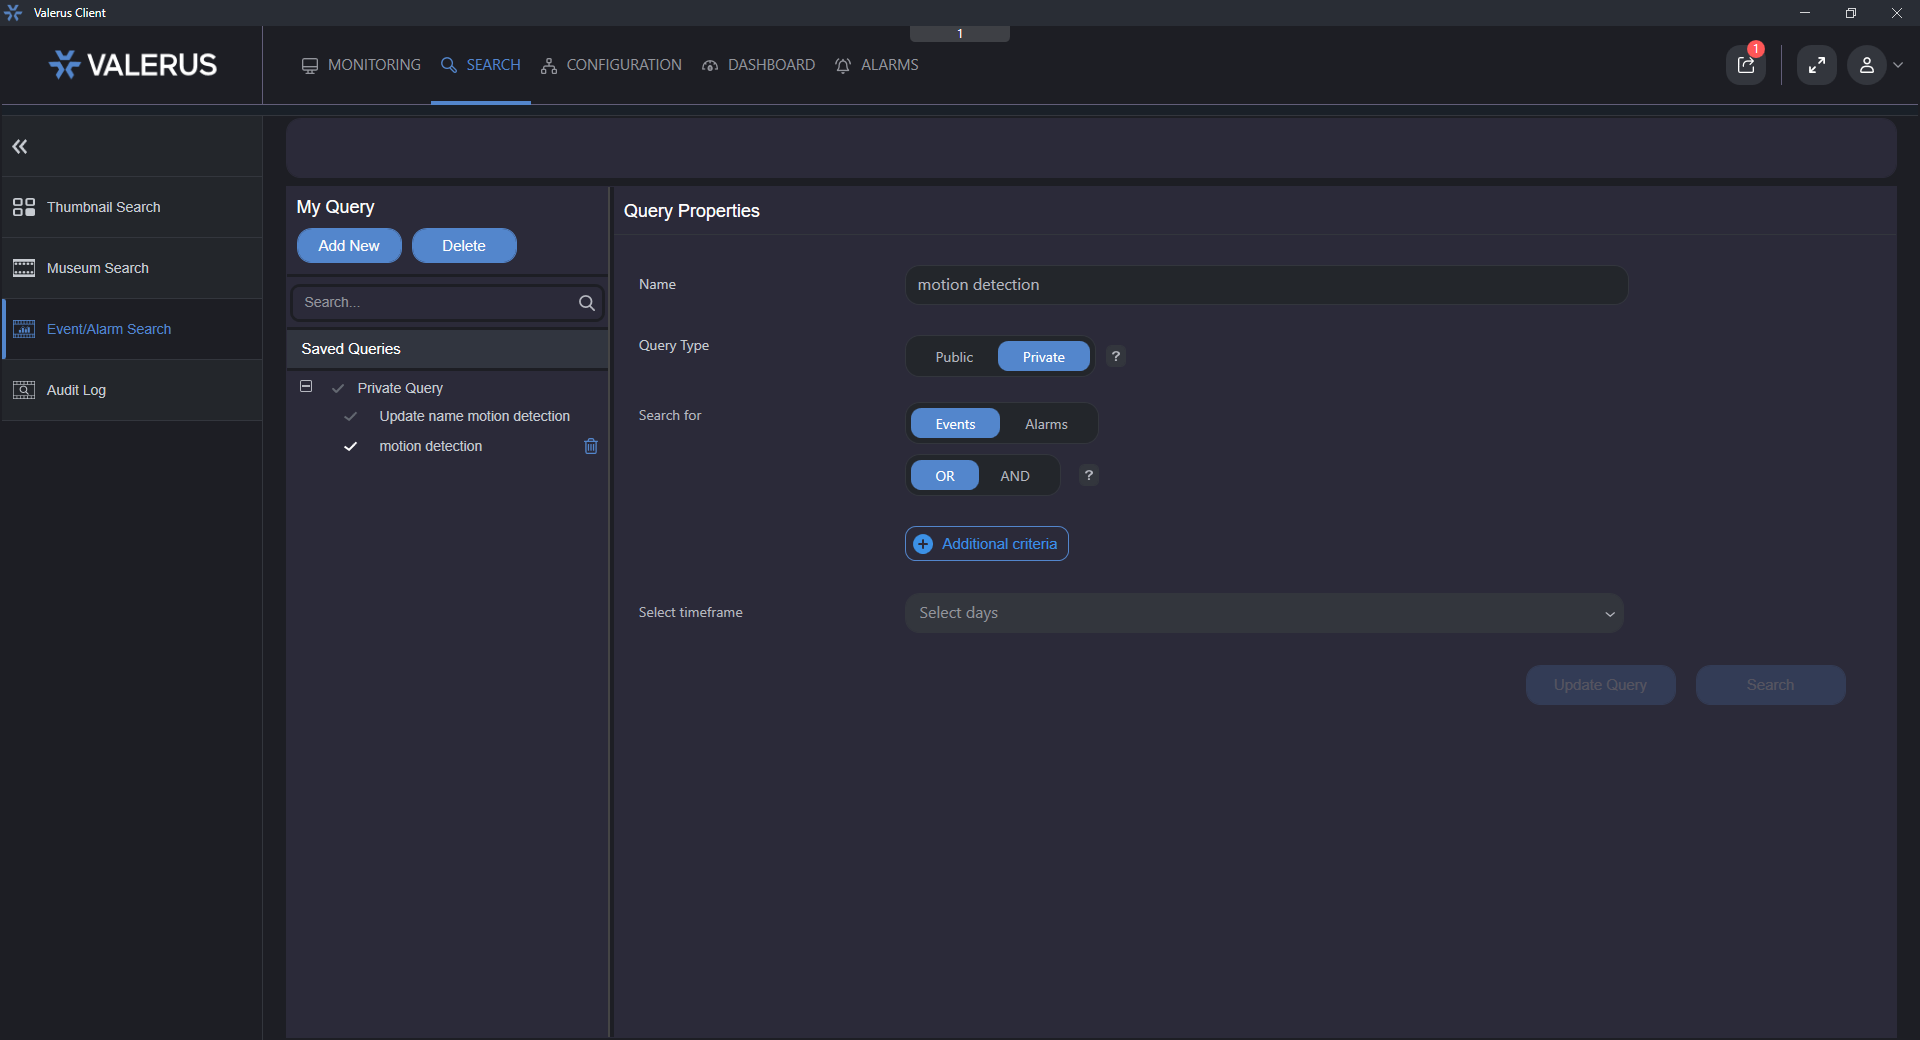 Valerus Client
1
VALERUS
MONITORING
SEARCH
CONFIGURATION
DASHBOARD
ALARMS
1
Thumbnail Search
Museum Search
Event/Alarm Search
Audit Log
My Query
Add New
Delete
Search...
Saved Queries
Private Query
Update name motion detection
motion detection
Query Properties
Name
motion detection
Query Type
Public
Private
?
Search for
Events
Alarms
OR
AND
?
Additional criteria
Select timeframe
Select days
Update Query
Search